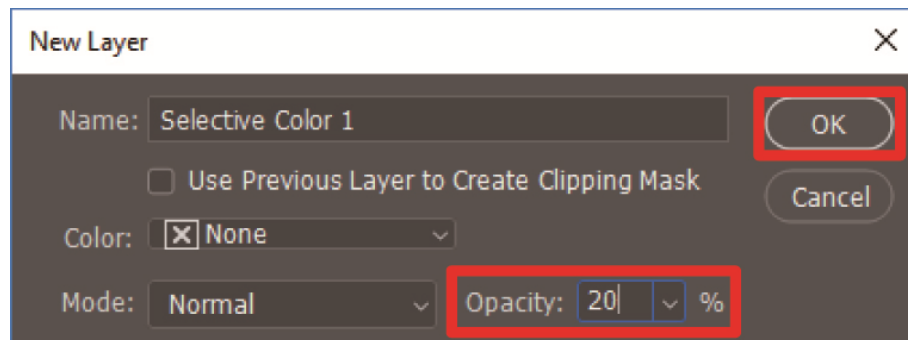 New Layer
Name: Selective Color 1
OK
Use Previous Layer to Create Clipping Mask
Cancel
Color: None
Mode: Normal
Opacity: 20 %